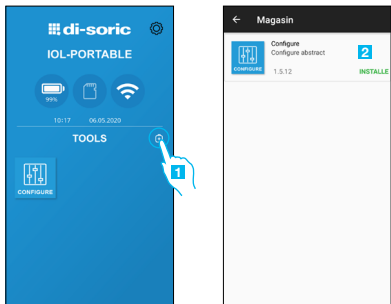 di-soric
IOL-PORTABLE
99%
10:17 06.05.2020
TOOLS
1
CONFIGURE
← Magasin
Configure
Configure abstract
2
CONFIGURE
1.5.12 INSTALLE